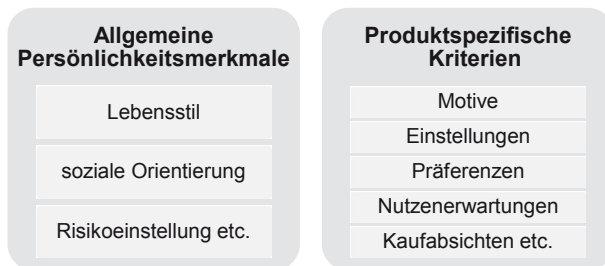 Allgemeine
Persönlichkeitsmerkmale
Lebensstil
soziale Orientierung
Risikoeinstellung etc.
Produktspezifische
Kriterien
Motive
Einstellungen
Präferenzen
Nutzenerwartungen
Kaufabsichten etc.